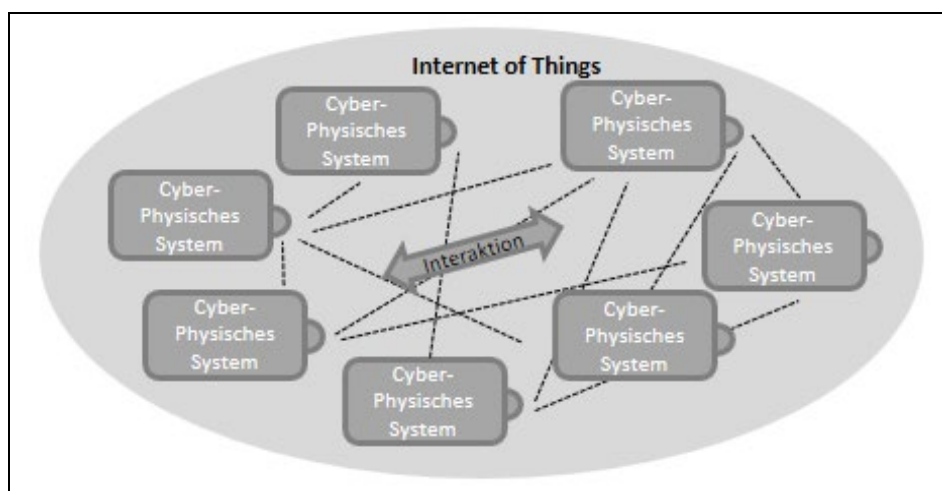 Internet of Things
Cyber-
Physisches
System
Cyber-
Physisches
System
Cyber-
Physisches
System
Cyber-
Physisches
System
Interaktion
Cyber-
Physisches
System
Cyber-
Physisches
System
Cyber-
Physisches
System